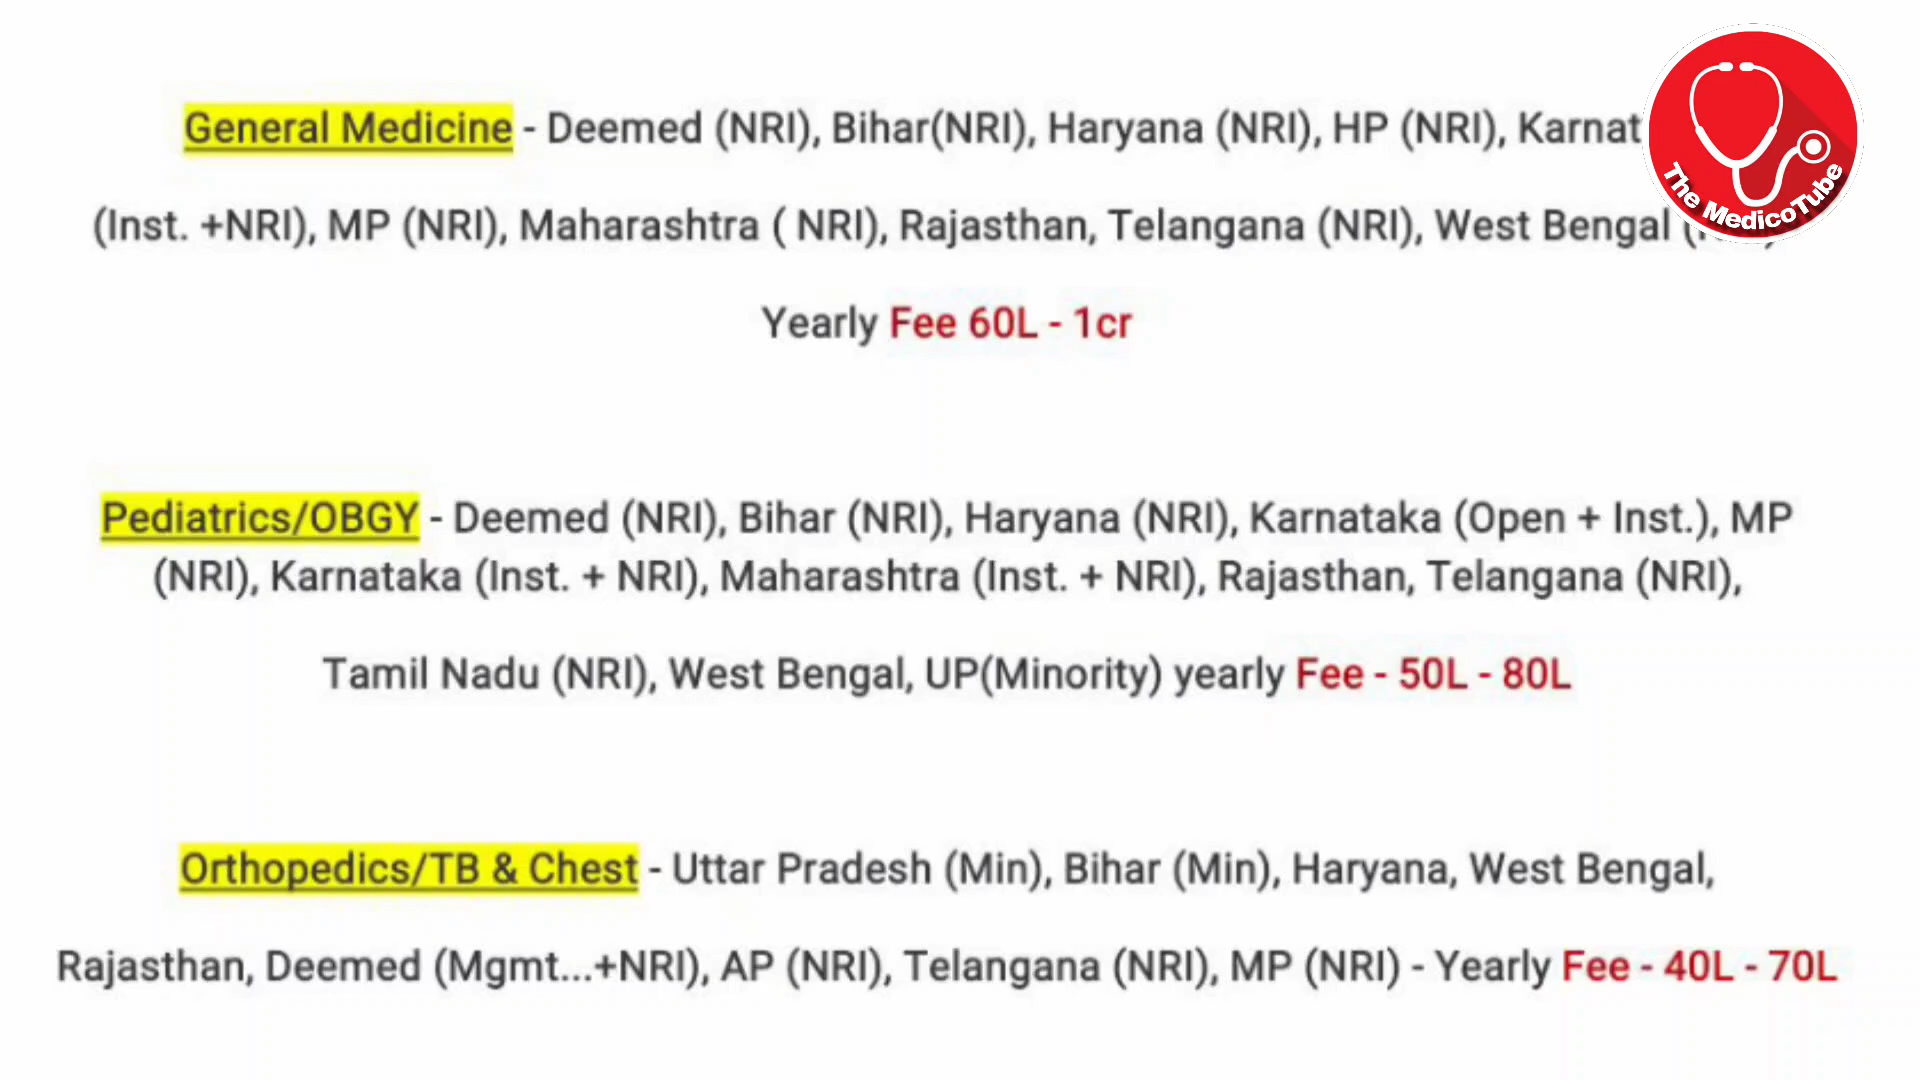 General Medicine - Deemed (NRI), Bihar(NRI), Haryana (NRI), HP (NRI),
(Inst. +NRI), MP (NRI), Maharashtra ( NRI), Rajasthan, Telangana (NRI), West Bengal
Yearly Fee 60L - 1cr
Pediatrics/OBGY - Deemed (NRI), Bihar (NRI), Haryana (NRI), Karnataka (Open + Inst.), MP
(NRI), Karnataka (Inst. + NRI), Maharashtra (Inst. + NRI), Rajasthan, Telangana (NRI),
Tamil Nadu (NRI), West Bengal, UP(Minority) yearly Fee - 50L - 80L
Orthopedics/TB & Chest - Uttar Pradesh (Min), Bihar (Min), Haryana, West Bengal,
Rajasthan, Deemed (Mgmt...+NRI), AP (NRI), Telangana (NRI), MP (NRI) - Yearly Fee - 40L - 70L
The MedicoTube